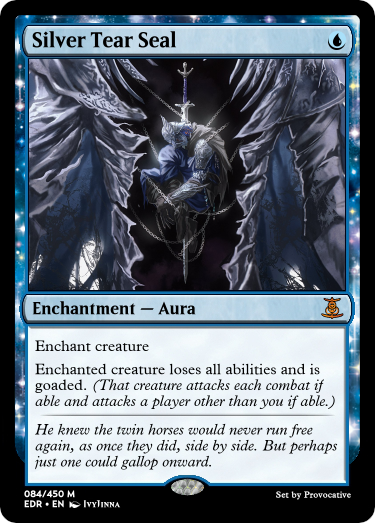 Silver Tear Seal
Enchantment — Aura
Enchant creature
Enchanted creature loses all abilities and is
goaded. (That creature attacks each combat if
able and attacks a player other than you if able.)
He knew the twin horses would never run free
again, as once they did, side by side. But perhaps
just one could gallop onward.
084/450 M
EDR • EN IvyJinna
Set by Provocative